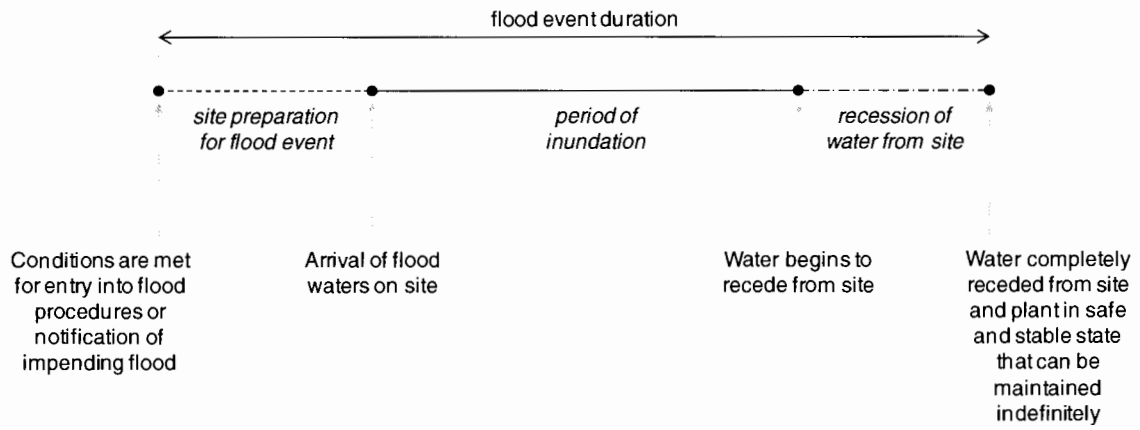 flood event duration
site preparation
for flood event
period of
inundation
recession of
water from site
Conditions are met
for entry into flood
procedures or
notification of
impending flood
Arrival of flood
waters on site
Water begins to
recede from site
Water completely
receded from site
and plant in safe
and stable state
that can be
maintained
indefinitely